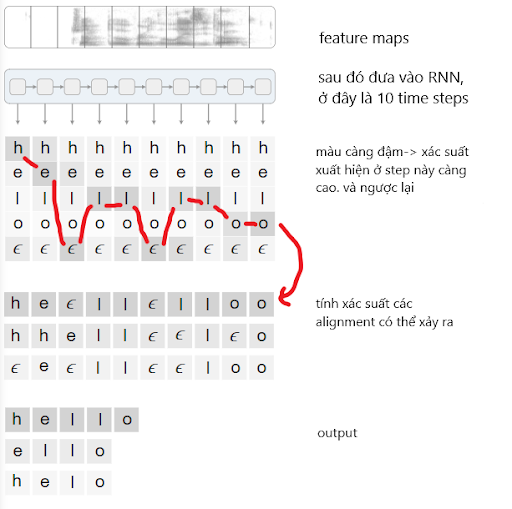 feature maps
sau đó đưa vào RNN,
ở đây là 10 time steps
h h h h h h h h h h
e e e e e e e e e e
l l l l l l l l l l
o o o o o o o o o o
ϵ ϵ ϵ ϵ ϵ ϵ ϵ ϵ ϵ ϵ
màu càng đậm-> xác suất
xuất hiện ở step này càng
cao. và ngược lại
h e ϵ l l ϵ l l o o
h h e l l ϵ ϵ l ϵ o
ϵ e ϵ l l ϵ ϵ l o o
tính xác suất các
alignment có thể xảy ra
h e l l o
e l l o
h e l o
output